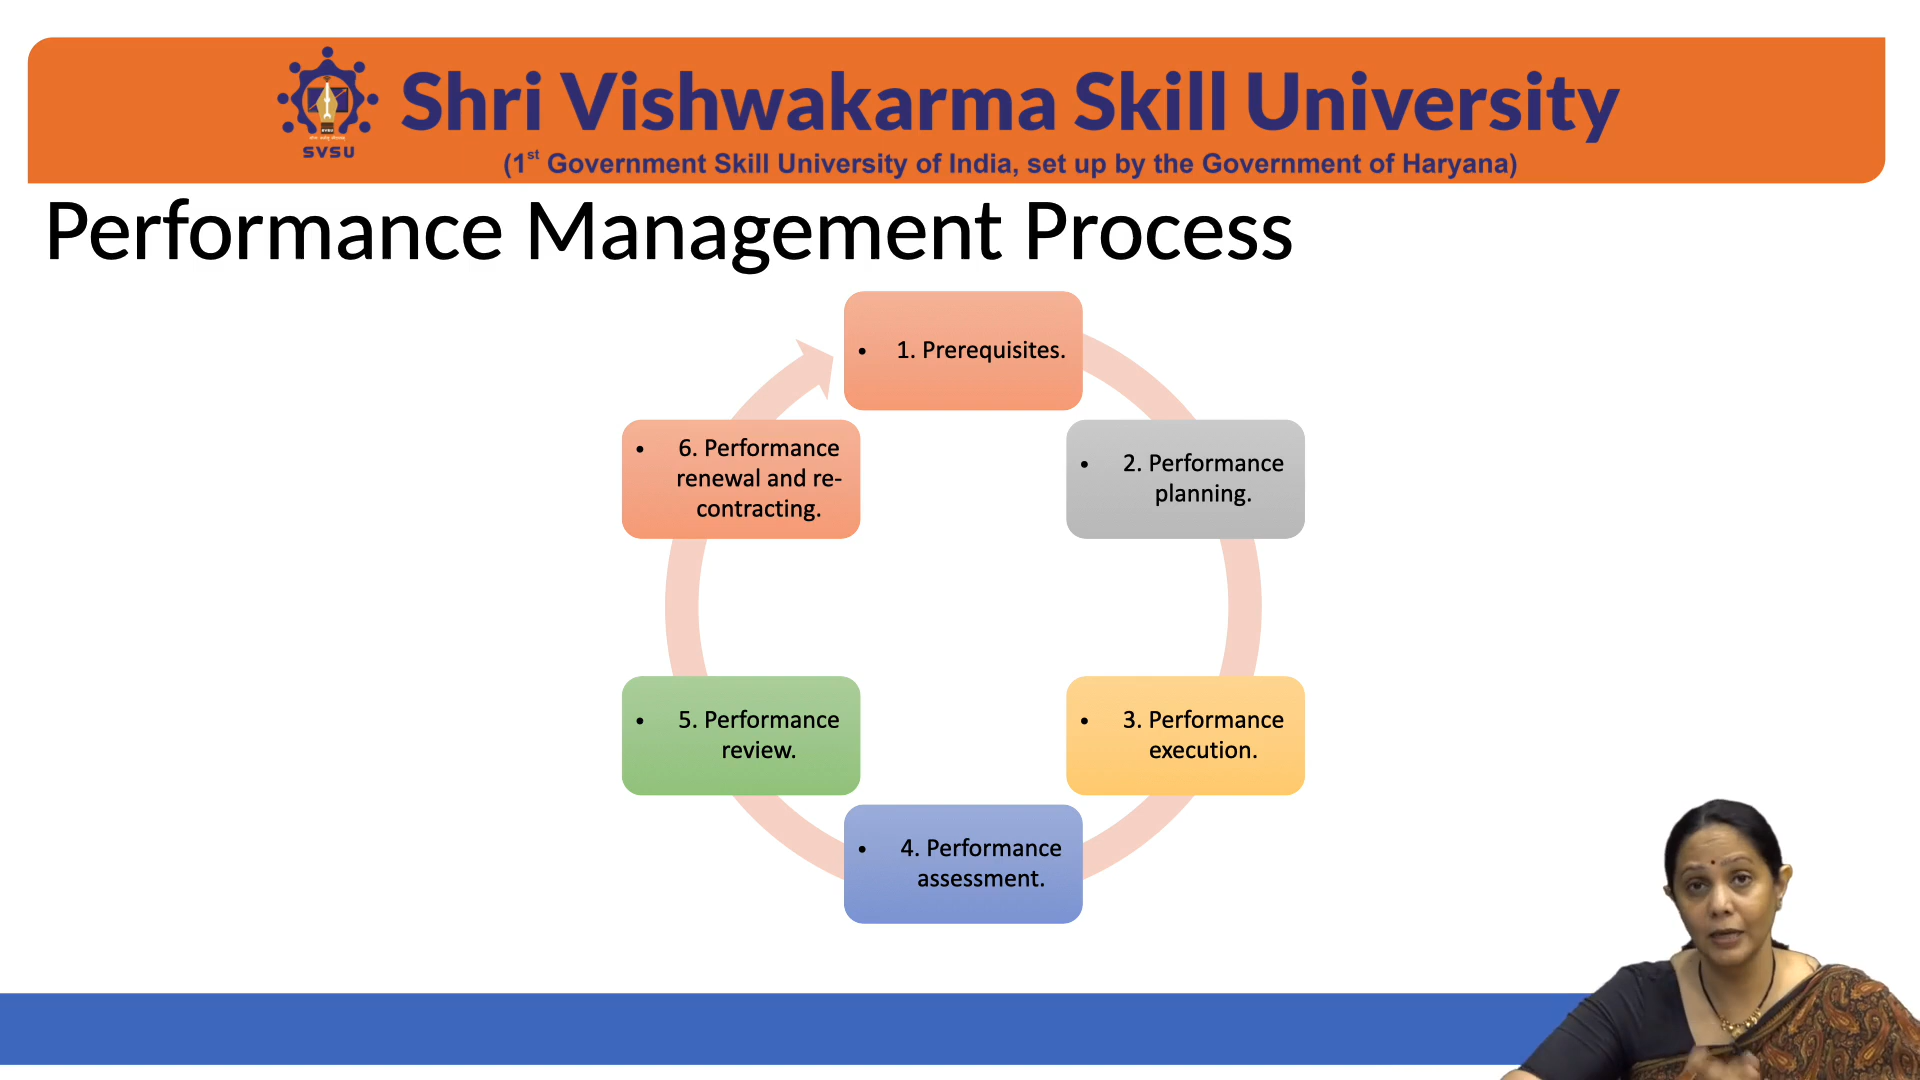 Shri Vishwakarma Skill University
SVSU
(1st Government Skill University of India, set up by the Government of Haryana)
Performance Management Process
• 1. Prerequisites.
• 2. Performance
planning.
• 3. Performance
execution.
• 4. Performance
assessment.
• 5. Performance
review.
• 6. Performance
renewal and re-
contracting.